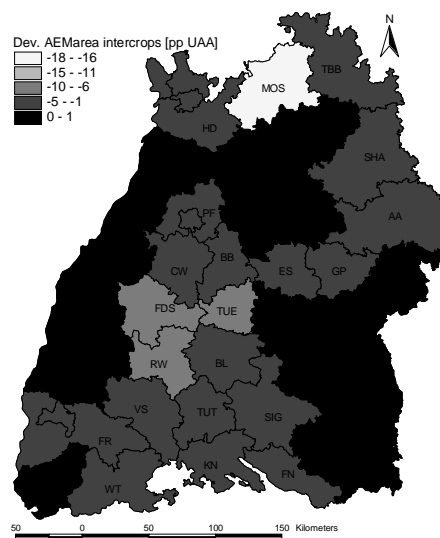 N
Dev. AEMarea intercrops [pp UAA]
-18 - -16
-15 - -11
-10 - -6
-5 - -1
0 - 1
TBB
MOS
HD
SHA
AA
PF
BB
CW
ES
GP
FDS
TUE
RW
BL
VS
TUT
SIG
FR
KN
FN
WT
50 0 50 100 150 Kilometers